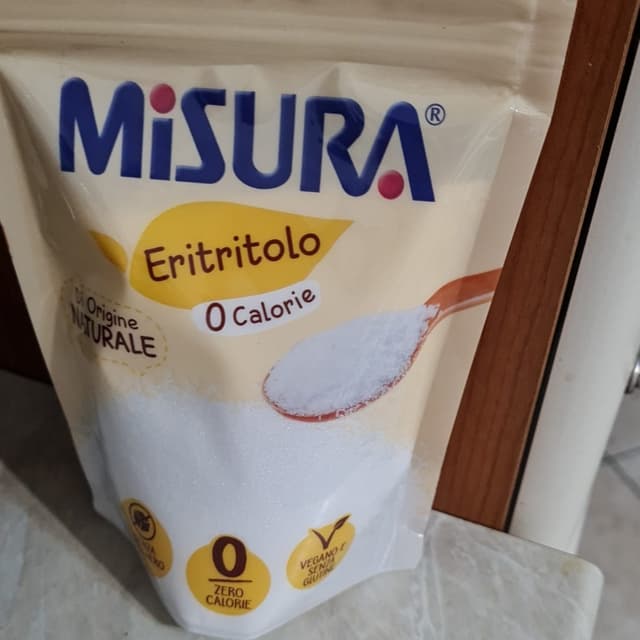 MiSURA®
Eritritolo
0 Calorie
Di Origine
NATURALE
0
ZERO
CALORIE
VEGANO E
SENZA
GLUTINE